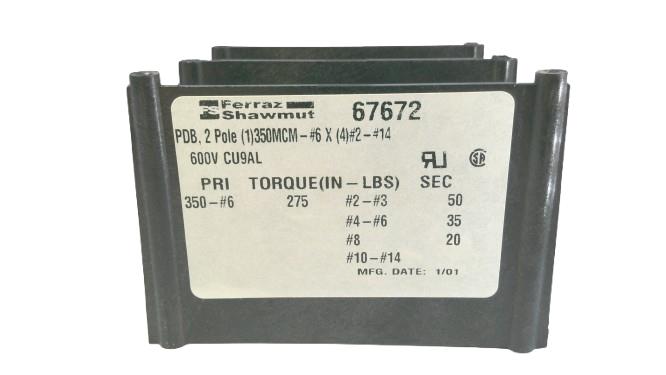 Ferraz
Shawmut
67672
PDB, 2 Pole (1)350MCM-#6 X (4)#2-#14
600V CU9AL
PRI TORQUE(IN-LBS) SEC
350-#6 275 #2-#3 50
#4-#6 35
#8 20
#10-#14
MFG. DATE: 1/01